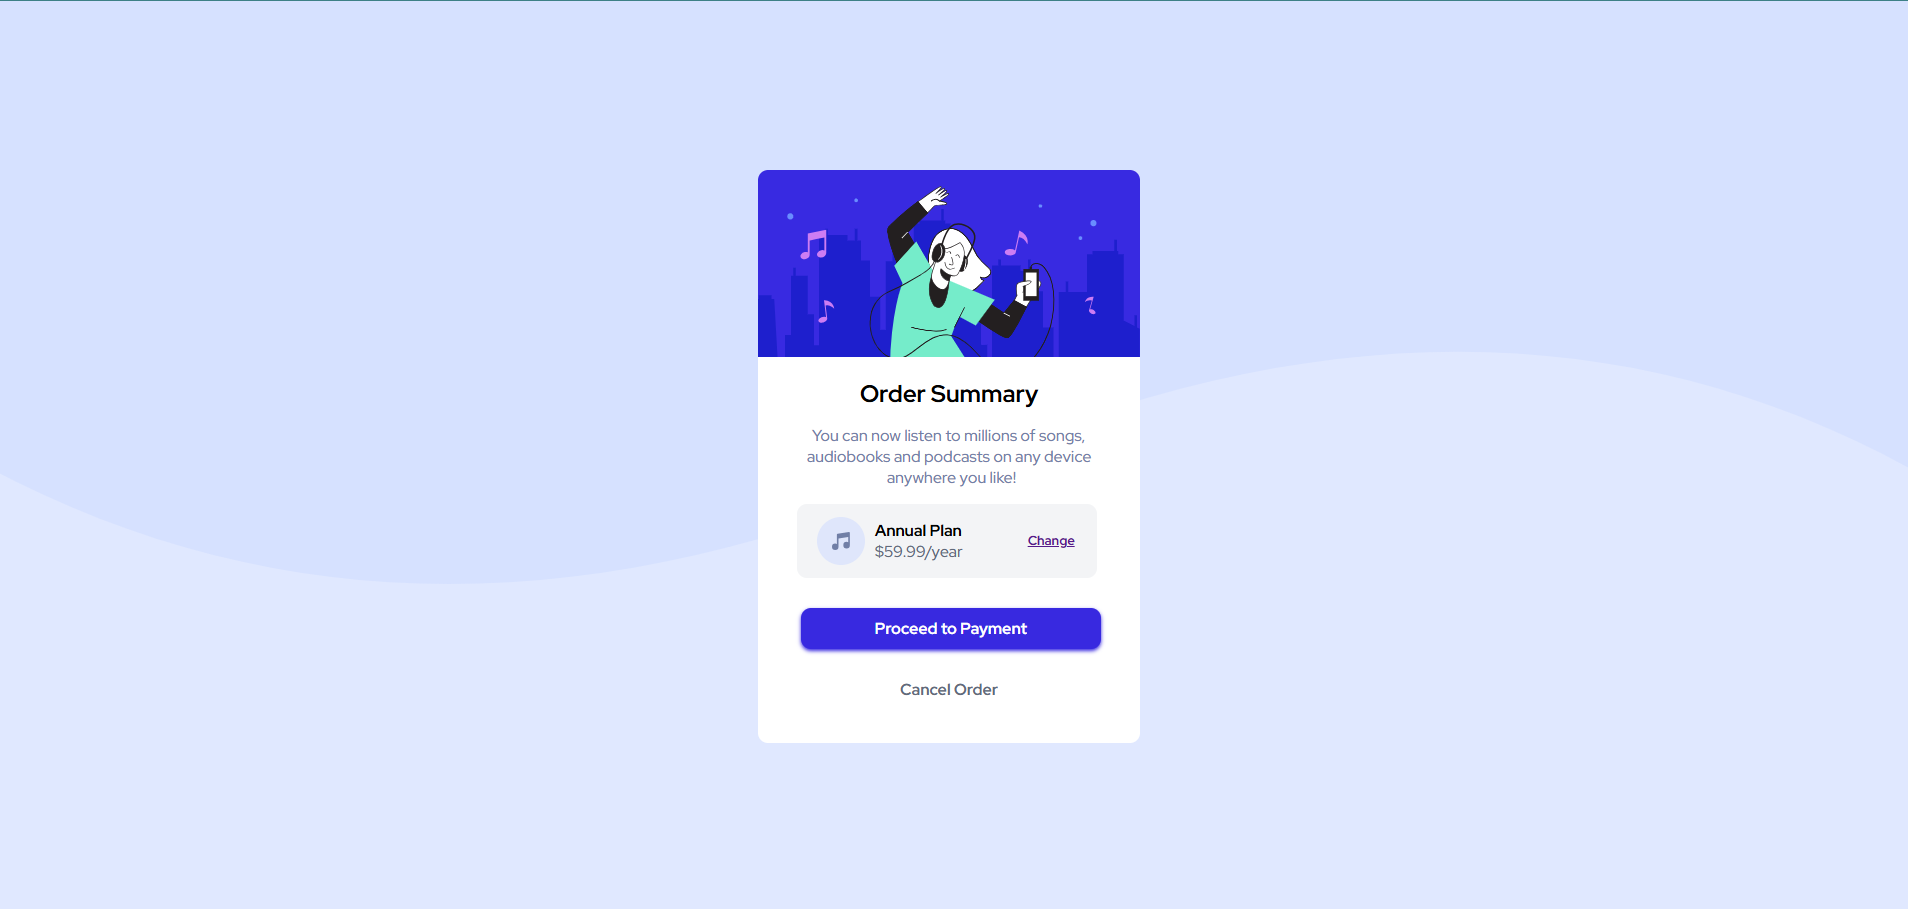 Order Summary
You can now listen to millions of songs,
audiobooks and podcasts on any device
anywhere you like!
Annual Plan
$59.99/year
Change
Proceed to Payment
Cancel Order